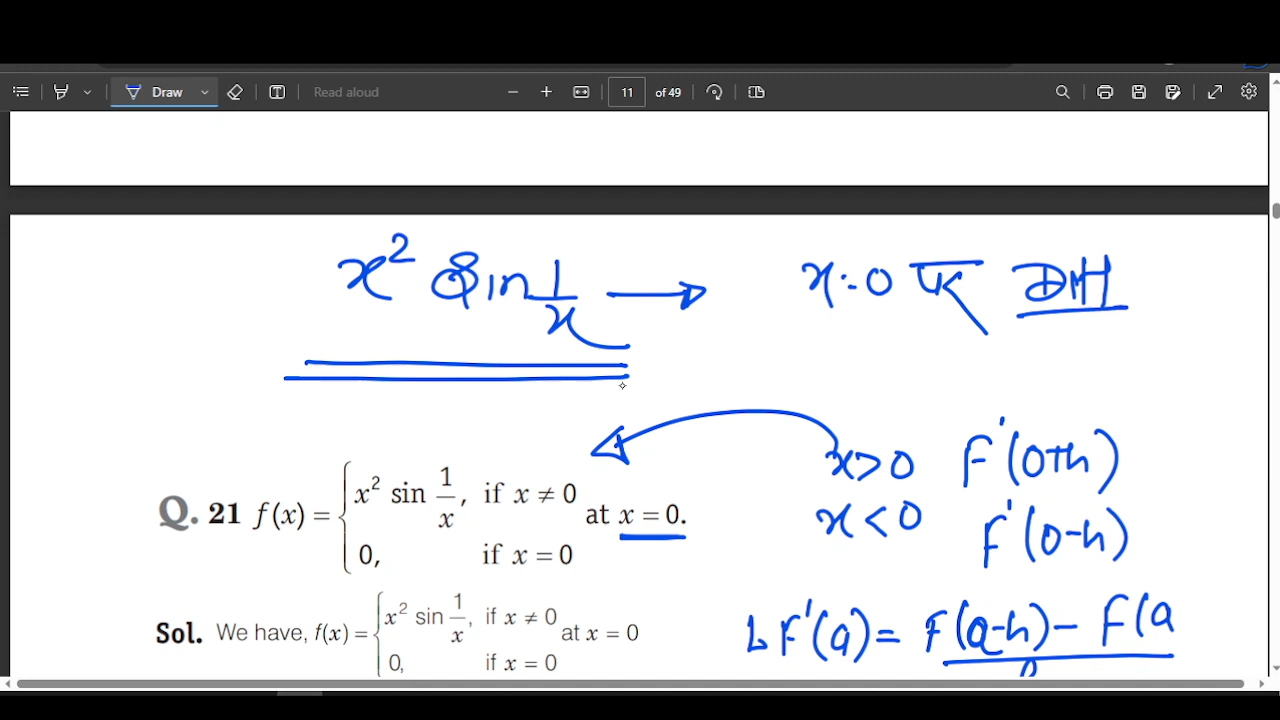 Draw
Read aloud
11 of 49
x² Sin 1/x → x=0 पर Diff
x>0 F'(0+h)
x<0 F'(0-h)
Q. 21 f(x) = { x² sin 1/x, if x ≠ 0
0, if x = 0 at x = 0.
Sol. We have, f(x) = { x² sin 1/x, if x ≠ 0
0, if x = 0 at x = 0
LF'(a) = F(a-h) - F(a